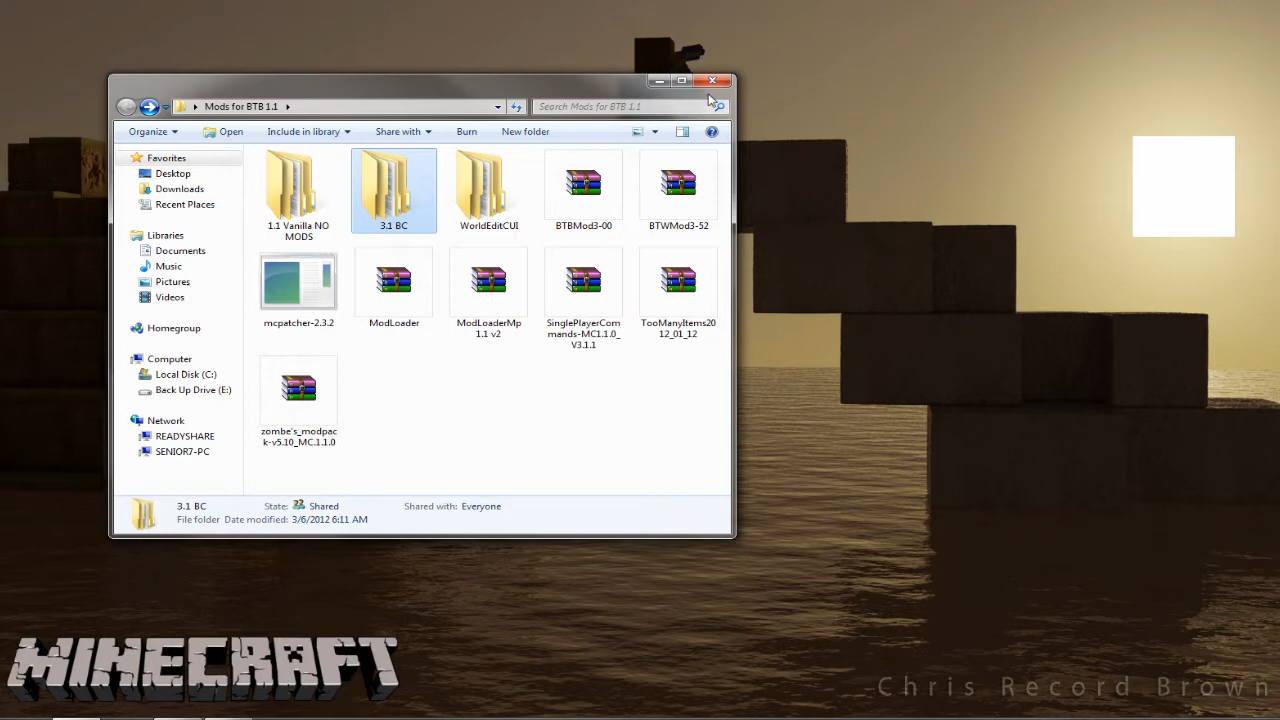 Mods for BTB 1.1
Search Mods for BTB 1.1
Organize
Open
Include in library
Share with
Burn
New folder
Favorites
Desktop
Downloads
Recent Places
Libraries
Documents
Music
Pictures
Videos
Homegroup
Computer
Local Disk (C:)
Back Up Drive (E:)
Network
READYSHARE
SENIOR7-PC
1.1 Vanilla NO
MODS
3.1 BC
WorldEditCUI
BTBMod3-00
BTWMod3-52
mcpatcher-2.3.2
ModLoader
ModLoaderMp
1.1 v2
SinglePlayerCom
mands-MC1.1.0_
V3.1.1
TooManyItems20
12_01_12
zombe's_modpac
k-v5.10_MC.1.1.0
3.1 BC
State: Shared
Shared with: Everyone
File folder
Date modified: 3/6/2012 6:11 AM
MINECRAFT
Chris Record Brown